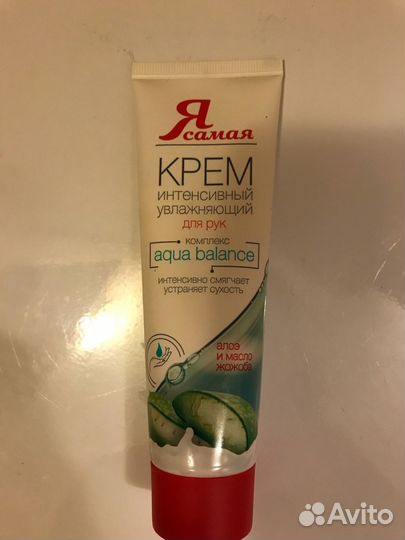 Я
самая
КРЕМ
интенсивный
увлажняющий
для рук
комплекс
aqua balance
интенсивно смягчает
устраняет сухость
алоэ
и масло
жожоба
Avito